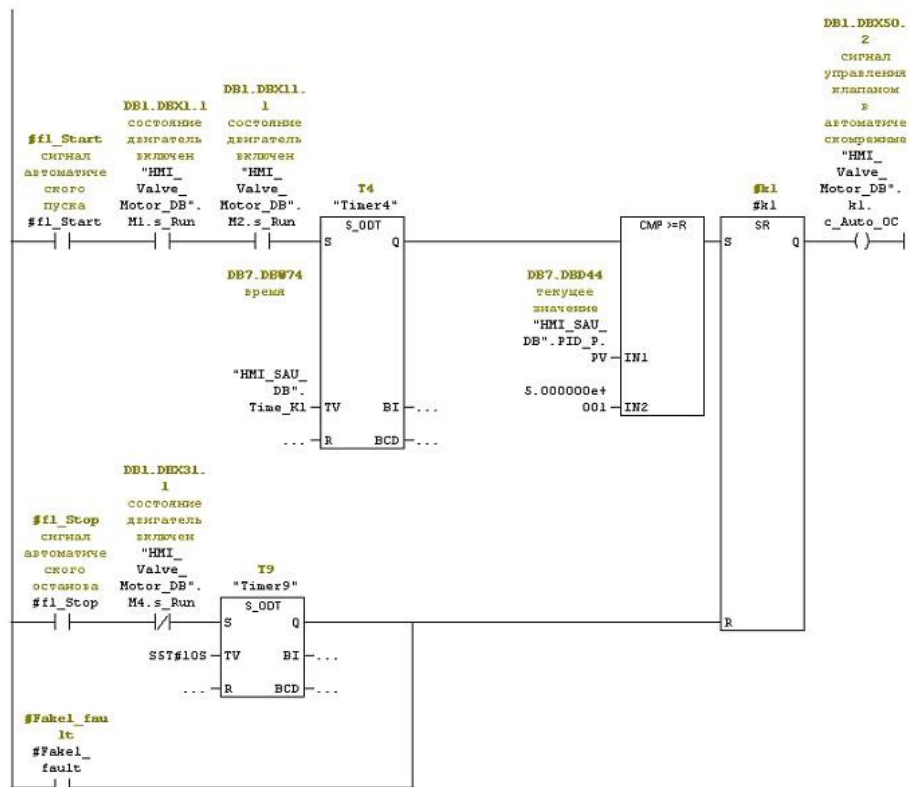 DB1.DBX50.
2
сигнал
управления
клапаном
в
автоматиче
скомрежиме
"HMI_
Valve_
Motor_DB".
k1.
c_Auto_OC
#fl_Start
сигнал
автоматиче
ского
пуска
#fl_Start
DB1.DBX1.1
состояние
двигатель
включен
"HMI_
Valve_
Motor_DB".
M1.s_Run
DB1.DBX11.
1
состояние
двигатель
включен
"HMI_
Valve_
Motor_DB".
M2.s_Run
T4
"Timer4"
S_ODT
S Q
DB7.DBW74
время
"HMI_SAU_
DB".
Time_K1
TV BI ...
... R BCD ...
CMP >=R
DB7.DBD44
текущее
значение
"HMI_SAU_
DB".PID_P.
PV IN1
5.000000e+
001 IN2
#k1
#k1
SR
S Q
R
#fl_Stop
сигнал
автоматиче
ского
останова
#fl_Stop
DB1.DBX31.
1
состояние
двигатель
включен
"HMI_
Valve_
Motor_DB".
M4.s_Run
T9
"Timer9"
S_ODT
S Q
S5T#10S TV BI ...
... R BCD ...
#Fakel_fau
lt
#Fakel_
fault